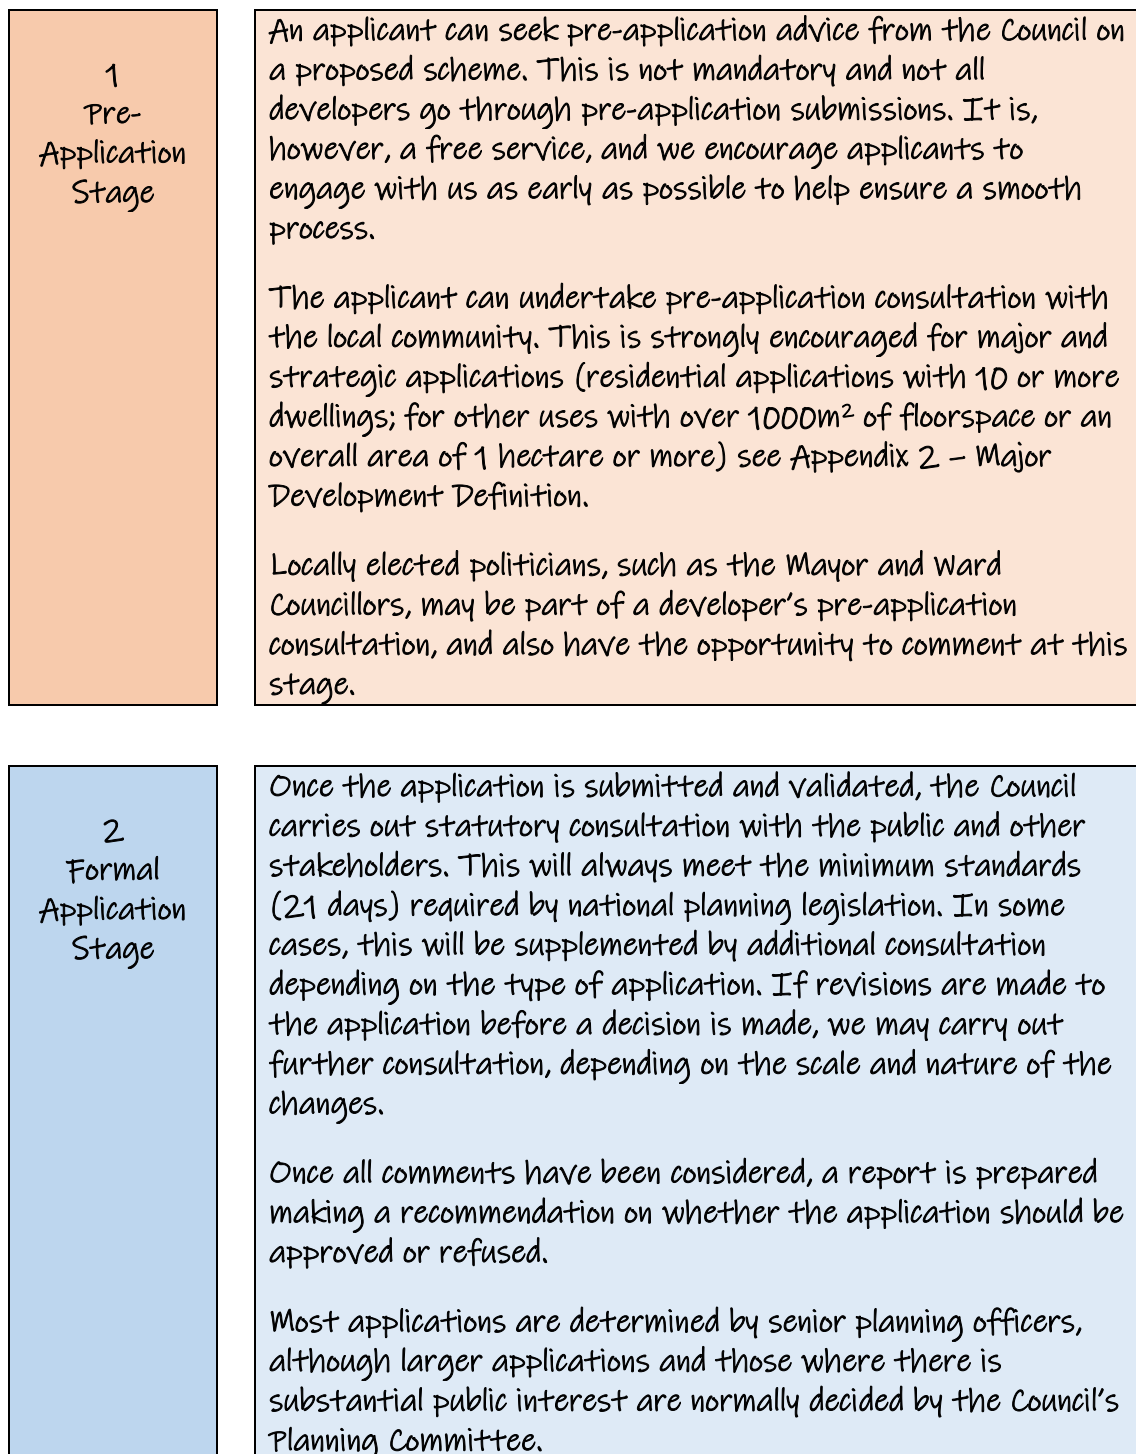 1
Pre-
Application
Stage
An applicant can seek pre-application advice from the Council on
a proposed scheme. This is not mandatory and not all
developers go through pre-application submissions. It is,
however, a free service, and we encourage applicants to
engage with us as early as possible to help ensure a smooth
process.
The applicant can undertake pre-application consultation with
the local community. This is strongly encouraged for major and
strategic applications (residential applications with 10 or more
dwellings; for other uses with over 1000m² of floorspace or an
overall area of 1 hectare or more) see Appendix 2 – Major
Development Definition.
Locally elected politicians, such as the Mayor and Ward
Councillors, may be part of a developer's pre-application
consultation, and also have the opportunity to comment at this
stage.
2
Formal
Application
Stage
Once the application is submitted and validated, the Council
carries out statutory consultation with the public and other
stakeholders. This will always meet the minimum standards
(21 days) required by national planning legislation. In some
cases, this will be supplemented by additional consultation
depending on the type of application. If revisions are made to
the application before a decision is made, we may carry out
further consultation, depending on the scale and nature of the
changes.
Once all comments have been considered, a report is prepared
making a recommendation on whether the application should be
approved or refused.
Most applications are determined by senior planning officers,
although larger applications and those where there is
substantial public interest are normally decided by the Council's
Planning Committee.